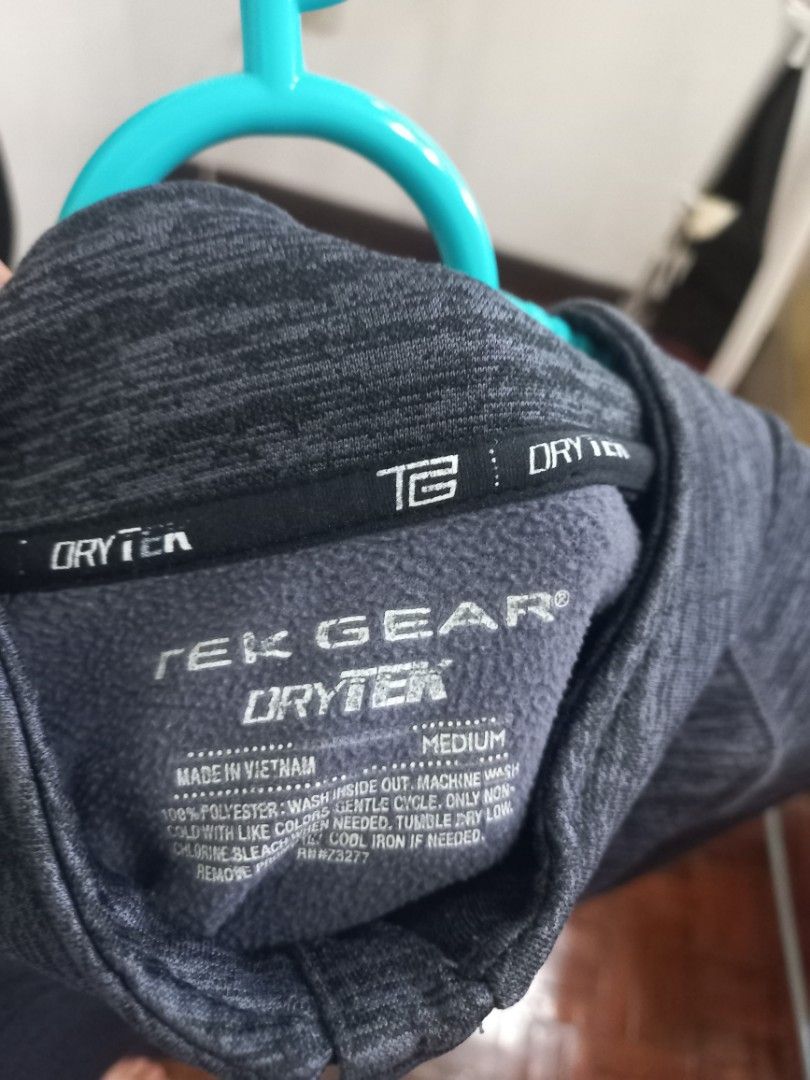 TG
DRYTEK
DRYTEK
TEK GEAR®
DRYTEK
MEDIUM
MADE IN VIETNAM
100% POLYESTER: WASH INSIDE OUT. MACHINE WASH
COLD WITH LIKE COLORS GENTLE CYCLE. ONLY NON-
CHLORINE BLEACH WHEN NEEDED. TUMBLE DRY LOW.
REMOVE COOL IRON IF NEEDED.
RN#73277